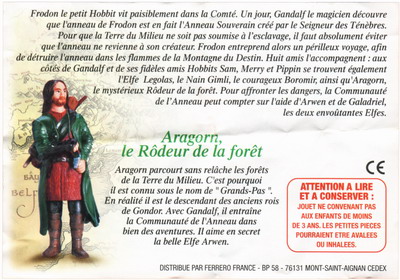 Frodon le petit Hobbit vit paisiblement dans la Comté. Un jour, Gandalf le magicien découvre
que l'anneau de Frodon est en fait l'Anneau Souverain créé par le Seigneur des Ténèbres.
Pour que la Terre du Milieu ne soit pas soumise à l'esclavage, il faut absolument éviter
que l'anneau ne revienne à son créateur. Frodon entreprend alors un périlleux voyage, afin
de détruire l'anneau dans les flammes de la Montagne du Destin. Huit amis l'accompagnent : aux
côtés de Gandalf et de ses fidèles amis Hobbits Sam, Merry et Pippin se trouvent également
l'Elfe Legolas, le Nain Gimli, le courageux Boromir, ainsi qu'Aragorn,
le mystérieux Rôdeur de la forêt. Pour affronter les dangers, la Communauté
de l'Anneau peut compter sur l'aide d'Arwen et de Galadriel,
les deux envoûtantes Elfes.
Aragorn,
le Rôdeur de la forêt
Aragorn parcourt sans relâche les forêts
de la Terre du Milieu. C'est pourquoi
il est connu sous le nom de "Grands-Pas".
En réalité il est le descendant des anciens rois
de Gondor. Avec Gandalf, il entraîne
la Communauté de l'Anneau dans
bien des aventures. Il aime en secret
la belle Elfe Arwen.
CE
ATTENTION A LIRE
ET A CONSERVER :
JOUET NE CONVENANT PAS
AUX ENFANTS DE MOINS
DE 3 ANS. LES PETITES PIECES
POURRAIENT ETRE AVALEES
OU INHALEES.
DISTRIBUE PAR FERRERO FRANCE - BP 58 - 76131 MONT-SAINT-AIGNAN CEDEX